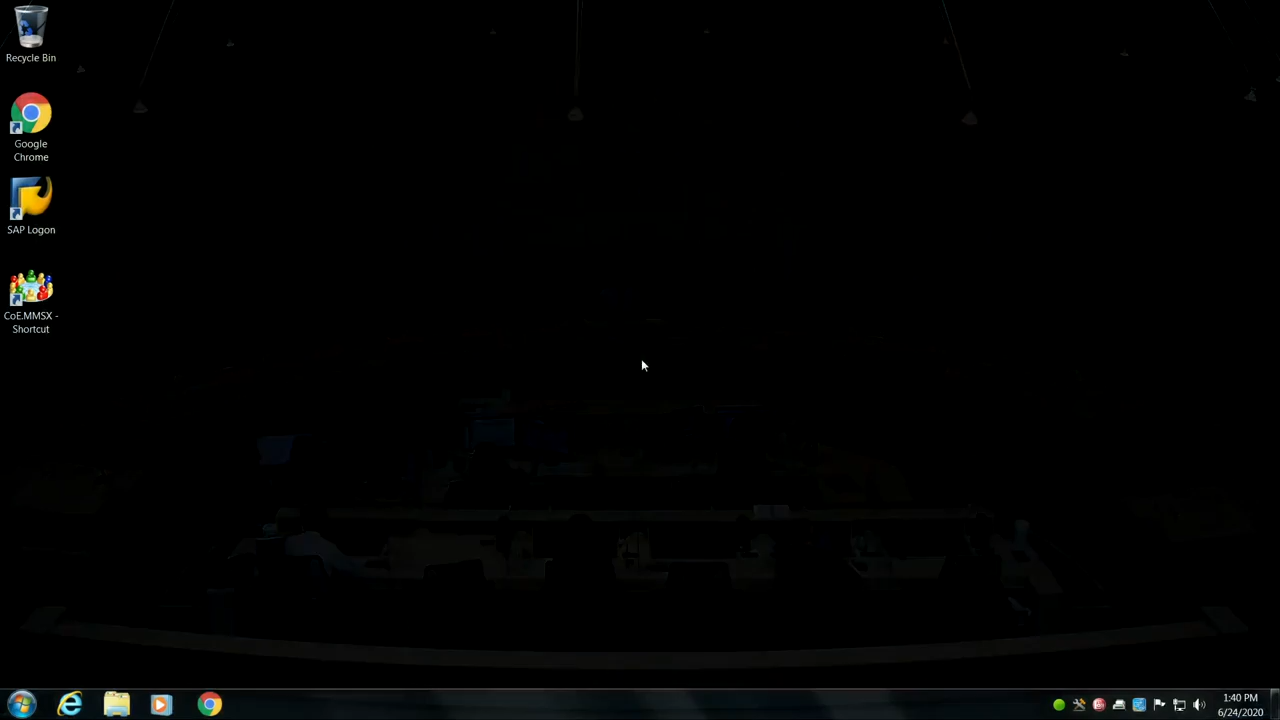 Recycle Bin
Google
Chrome
SAP Logon
CoE.MMSX -
Shortcut
1:40 PM
6/24/2020